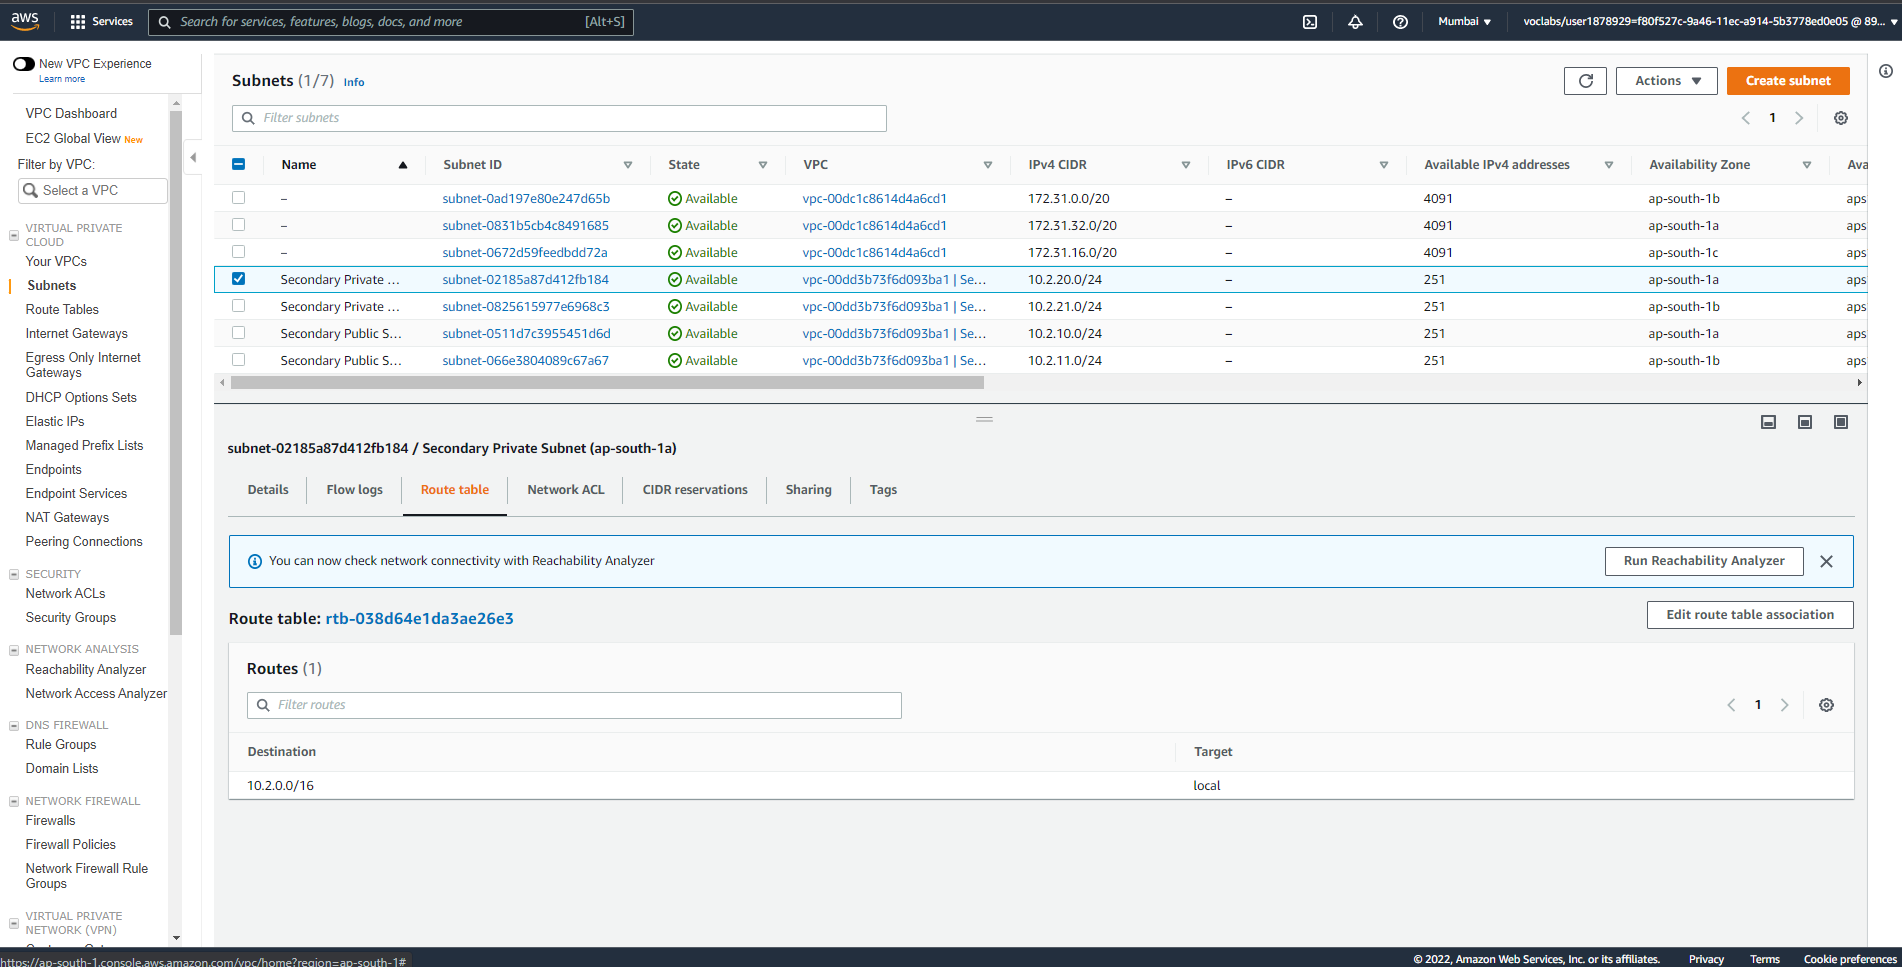 aws Services Search for services, features, blogs, docs, and more [Alt+S] Mumbai voclabs/user1878929=f80f527c-9a46-11ec-a914-5b3778ed0e05 @ 89...
New VPC Experience
Learn more
VPC Dashboard
EC2 Global View New
Filter by VPC:
Select a VPC
VIRTUAL PRIVATE
CLOUD
Your VPCs
Subnets
Route Tables
Internet Gateways
Egress Only Internet
Gateways
DHCP Options Sets
Elastic IPs
Managed Prefix Lists
Endpoints
Endpoint Services
NAT Gateways
Peering Connections
SECURITY
Network ACLs
Security Groups
NETWORK ANALYSIS
Reachability Analyzer
Network Access Analyzer
DNS FIREWALL
Rule Groups
Domain Lists
NETWORK FIREWALL
Firewalls
Firewall Policies
Network Firewall Rule
Groups
VIRTUAL PRIVATE
NETWORK (VPN)
Subnets (1/7) Info Actions Create subnet
Filter subnets 1
Name Subnet ID State VPC IPv4 CIDR IPv6 CIDR Available IPv4 addresses Availability Zone Ava
– subnet-0ad197e80e247d65b Available vpc-00dc1c8614d4a6cd1 172.31.0.0/20 – 4091 ap-south-1b aps
– subnet-0831b5cb4c8491685 Available vpc-00dc1c8614d4a6cd1 172.31.32.0/20 – 4091 ap-south-1a aps
– subnet-0672d59feedbdd72a Available vpc-00dc1c8614d4a6cd1 172.31.16.0/20 – 4091 ap-south-1c aps
Secondary Private ... subnet-02185a87d412fb184 Available vpc-00dd3b73f6d093ba1 | Se... 10.2.20.0/24 – 251 ap-south-1a aps
Secondary Private ... subnet-0825615977e6968c3 Available vpc-00dd3b73f6d093ba1 | Se... 10.2.21.0/24 – 251 ap-south-1b aps
Secondary Public S... subnet-0511d7c3955451d6d Available vpc-00dd3b73f6d093ba1 | Se... 10.2.10.0/24 – 251 ap-south-1a aps
Secondary Public S... subnet-066e3804089c67a67 Available vpc-00dd3b73f6d093ba1 | Se... 10.2.11.0/24 – 251 ap-south-1b aps
subnet-02185a87d412fb184 / Secondary Private Subnet (ap-south-1a)
Details Flow logs Route table Network ACL CIDR reservations Sharing Tags
You can now check network connectivity with Reachability Analyzer Run Reachability Analyzer
Route table: rtb-038d64e1da3ae26e3 Edit route table association
Routes (1)
Filter routes 1
Destination Target
10.2.0.0/16 local
https://ap-south-1.console.aws.amazon.com/vpc/home?region=ap-south-1# © 2022, Amazon Web Services, Inc. or its affiliates. Privacy Terms Cookie preferences